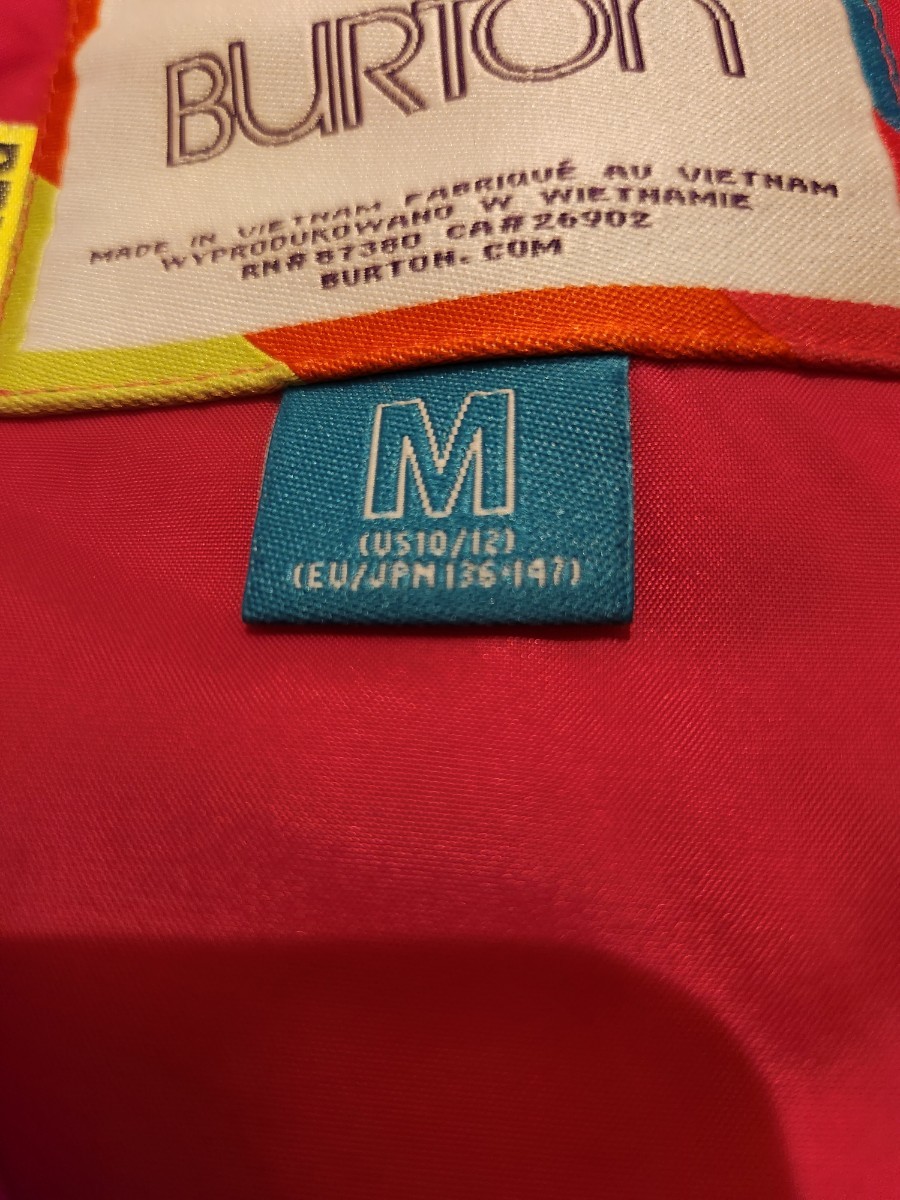 BURTON
MADE IN VIETNAM FABRIQUÉ AU VIETNAM
WYPRODUKOWANO W WIETNAMIE
RN# 87380 CA# 26902
BURTON.COM
M
(US10/12)
(EU/JPN 136-147)